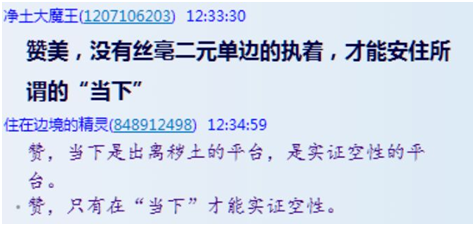 净土大魔王(1207106203) 12:33:30
赞美，没有丝毫二元单边的执着，才能安住所
谓的“当下”
住在边境的精灵(848912498) 12:34:59
赞，当下是出离秽土的平台，是实证空性的平
台。
赞，只有在“当下”才能实证空性。